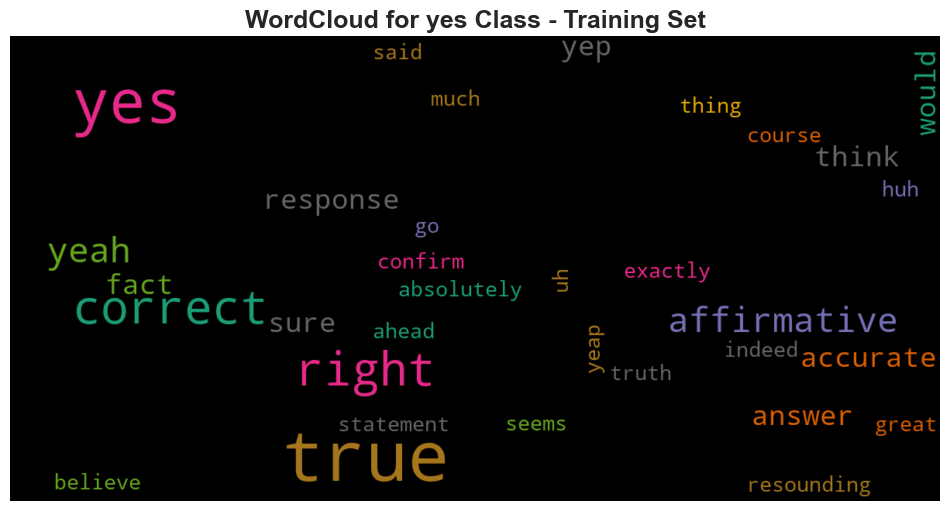 WordCloud for yes Class - Training Set
said
yep
would
yes
much
thing
course
think
huh
response
go
yeah
confirm
exactly
fact
absolutely
uh
correct
sure
ahead
affirmative
yeap
indeed
accurate
right
truth
answer
great
statement
seems
true
believe
resounding